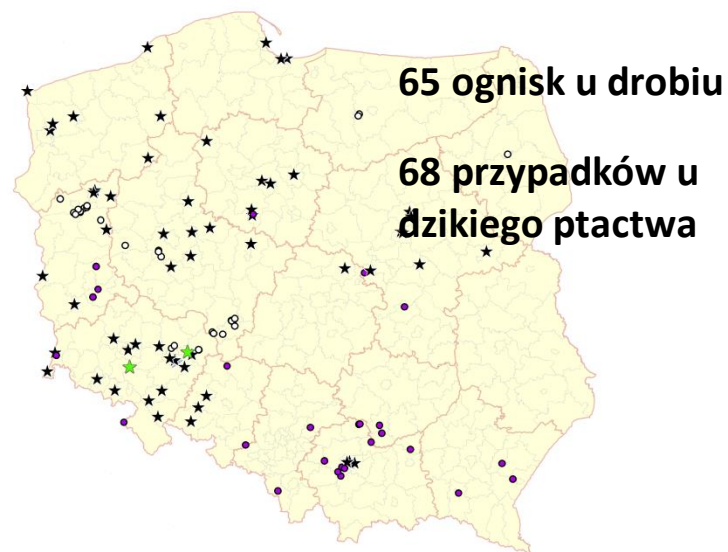 65 ognisk u drobiu
68 przypadków u
dzikiego ptactwa